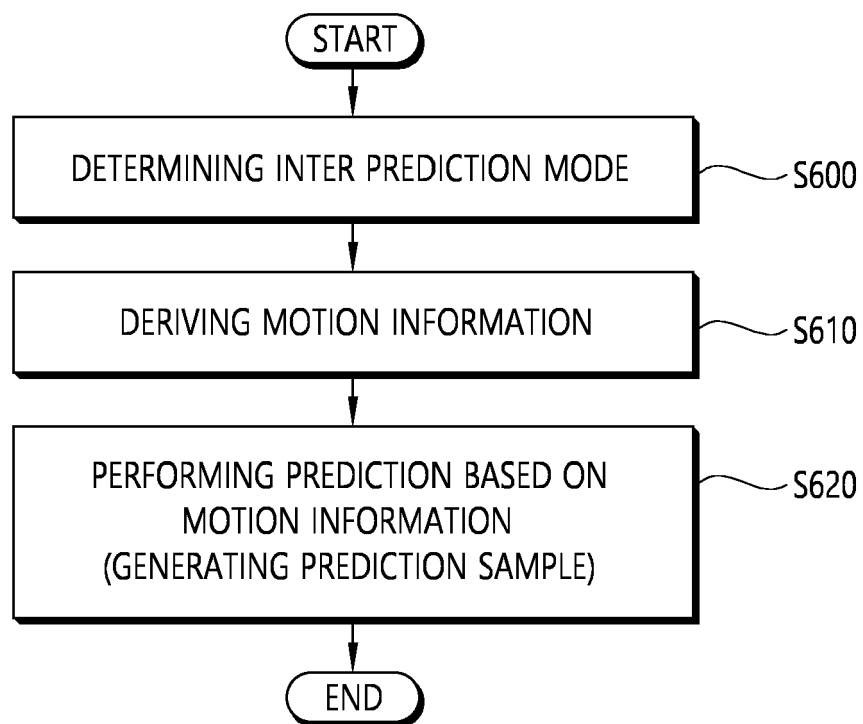 START
DETERMINING INTER PREDICTION MODE
S600
DERIVING MOTION INFORMATION
S610
PERFORMING PREDICTION BASED ON
MOTION INFORMATION
(GENERATING PREDICTION SAMPLE)
S620
END